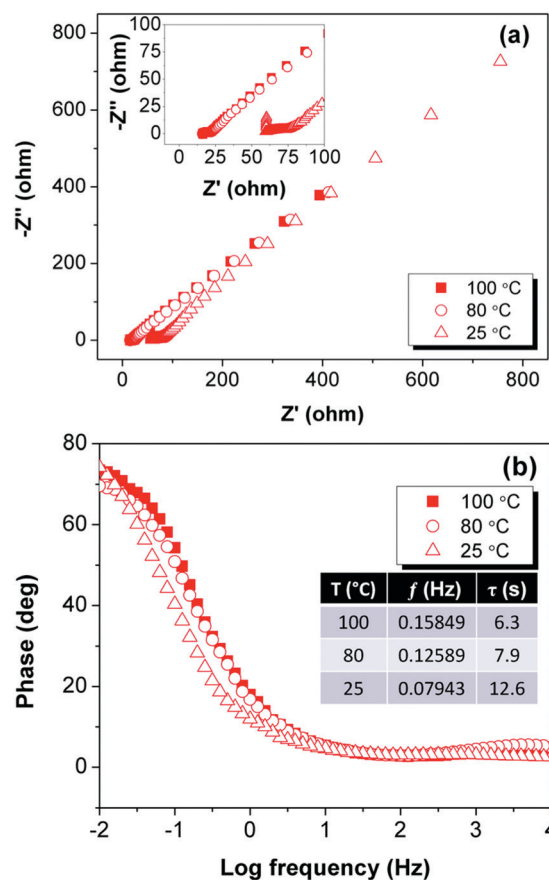 (a)
-Z" (ohm)
800
600
400
200
0
0 200 400 600 800
Z' (ohm)
-Z" (ohm)
100
75
50
25
0
0 25 50 75 100
Z' (ohm)
100 °C
80 °C
25 °C
(b)
Phase (deg)
80
60
40
20
0
-2 -1 0 1 2 3 4
Log frequency (Hz)
100 °C
80 °C
25 °C
T (°C) f (Hz) τ (s)
100 0.15849 6.3
80 0.12589 7.9
25 0.07943 12.6